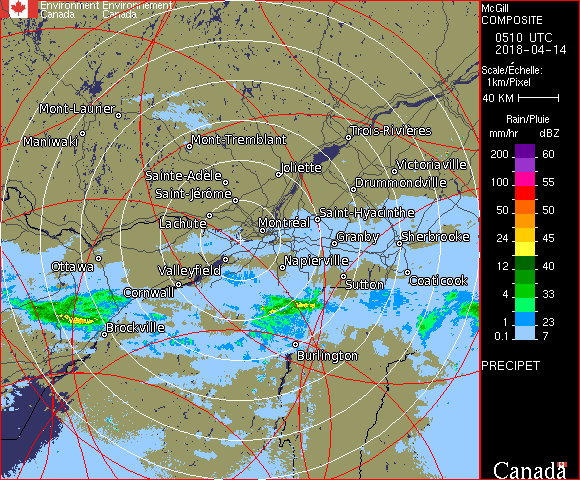 Environment Environnement
Canada Canada
McGill
COMPOSITE
0510 UTC
2018-04-14
Scale/Échelle:
1km/Pixel
40 KM
Rain/Pluie
mm/hr dBZ
200 60
100 55
50 50
24 45
12 40
4 33
1 23
0.1 7
PRECIPET
Canada
Mont-Laurier
Maniwaki
Mont-Tremblant
Trois-Rivières
Sainte-Adèle
Joliette
Victoriaville
Saint-Jérôme
Drummondville
Lachute
Montréal
Saint-Hyacinthe
Granby
Sherbrooke
Ottawa
Valleyfield
Napierville
Cornwall
Sutton
Coaticook
Brockville
Burlington